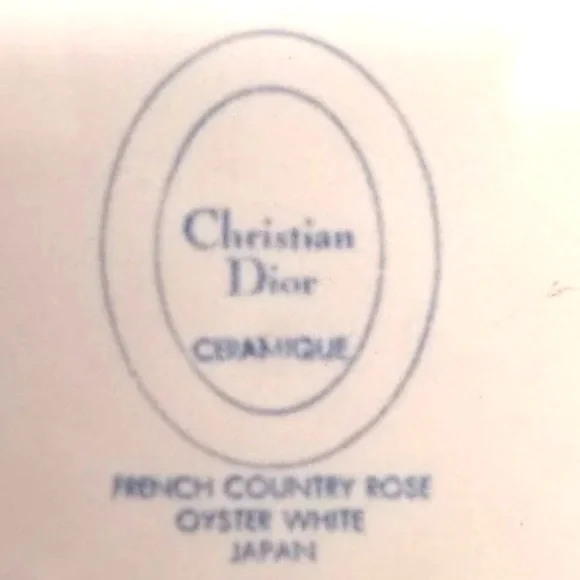 Christian
Dior
CERAMIQUE
FRENCH COUNTRY ROSE
OYSTER WHITE
JAPAN